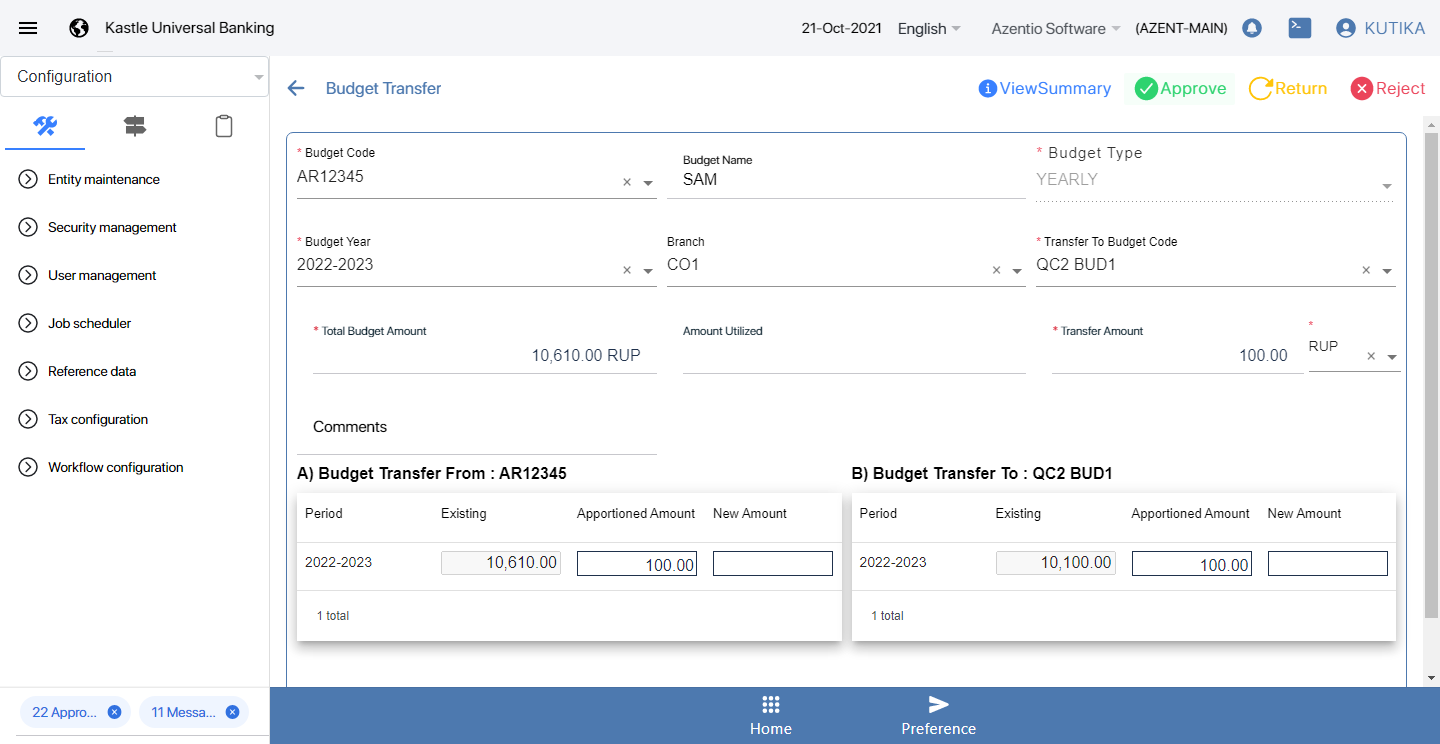 Kastle Universal Banking
21-Oct-2021 English Azentio Software (AZENT-MAIN) KUTIKA
Configuration
Budget Transfer
ViewSummary Approve Return Reject
Entity maintenance
Security management
User management
Job scheduler
Reference data
Tax configuration
Workflow configuration
* Budget Code
AR12345
Budget Name
SAM
* Budget Type
YEARLY
* Budget Year
2022-2023
Branch
CO1
* Transfer To Budget Code
QC2 BUD1
* Total Budget Amount
10,610.00 RUP
Amount Utilized
* Transfer Amount
100.00
*
RUP
Comments
A) Budget Transfer From : AR12345
Period Existing Apportioned Amount New Amount
2022-2023 10,610.00 100.00
1 total
B) Budget Transfer To : QC2 BUD1
Period Existing Apportioned Amount New Amount
2022-2023 10,100.00 100.00
1 total
22 Appro... 11 Messa...
Home Preference